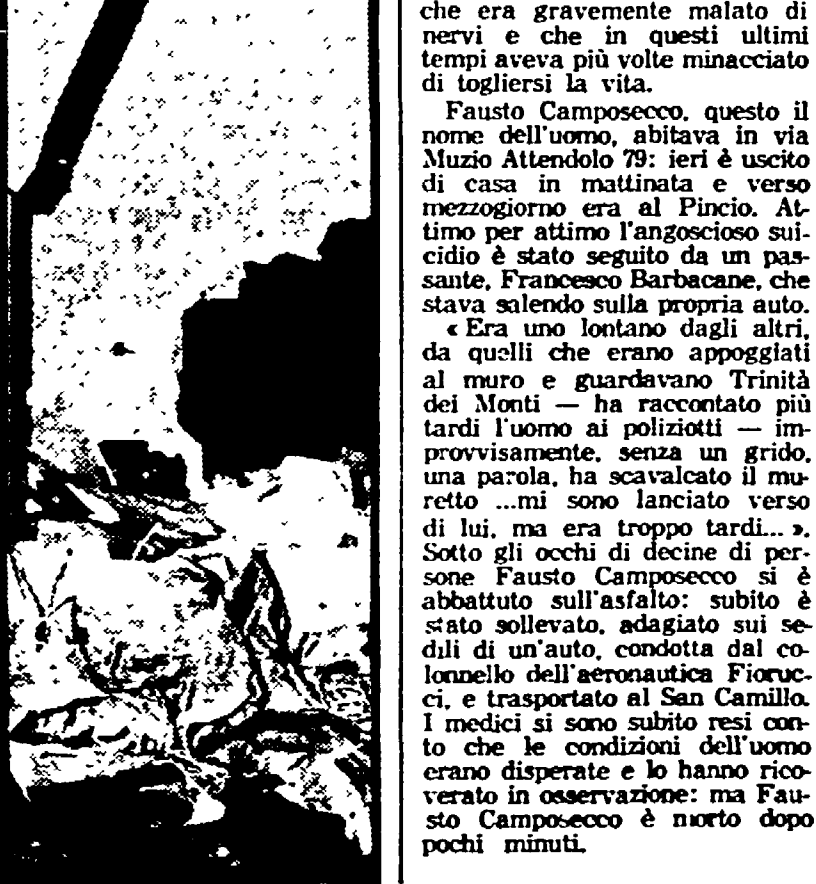 che era gravemente malato di
nervi e che in questi ultimi
tempi aveva più volte minacciato
di togliersi la vita.
Fausto Camposecco, questo il
nome dell'uomo, abitava in via
Muzio Attendolo 79: ieri è uscito
di casa in mattinata e verso
mezzogiorno era al Pincio. At-
timo per attimo l'angoscioso sui-
cidio è stato seguito da un pas-
sante, Francesco Barbacane, che
stava salendo sulla propria auto.
« Era uno lontano dagli altri,
da quelli che erano appoggiati
al muro e guardavano Trinità
dei Monti — ha raccontato più
tardi l'uomo ai poliziotti — im-
provvisamente, senza un grido,
una parola, ha scavalcato il mu-
retto ...mi sono lanciato verso
di lui, ma era troppo tardi... ».
Sotto gli occhi di decine di per-
sone Fausto Camposecco si è
abbattuto sull'asfalto: subito è
stato sollevato, adagiato sui se-
dili di un'auto, condotta dal co-
lonnello dell'aeronautica Fioruc-
ci, e trasportato al San Camillo.
I medici si sono subito resi con-
to che le condizioni dell'uomo
erano disperate e lo hanno rico-
verato in osservazione: ma Fau-
sto Camposecco è morto dopo
pochi minuti.